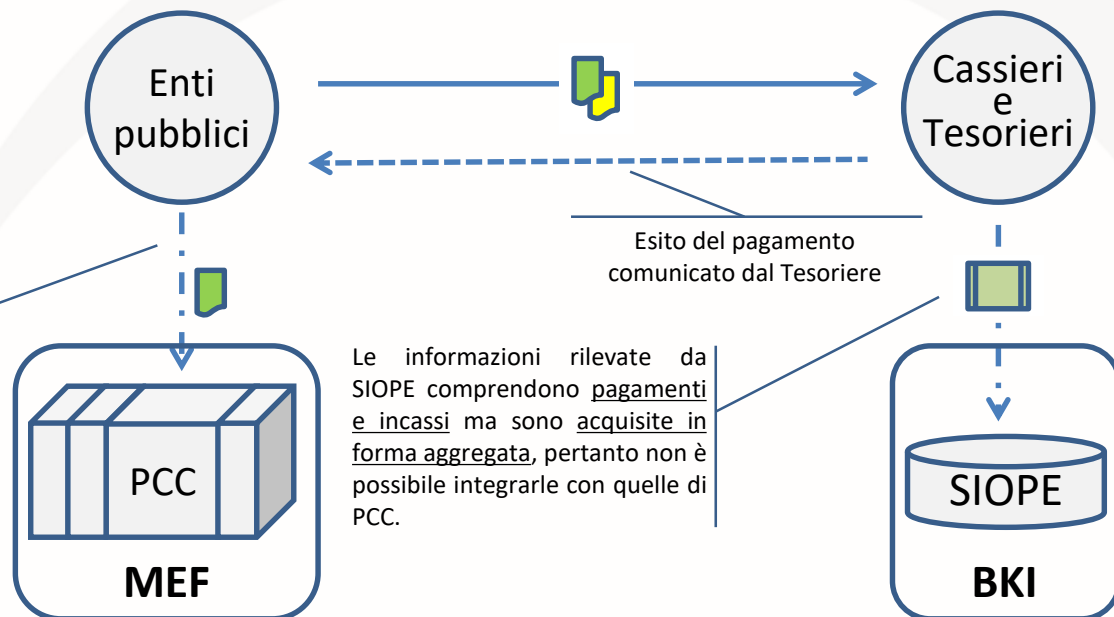 Enti
pubblici
Cassieri
e
Tesorieri
Esito del pagamento
comunicato dal Tesoriere
Le informazioni rilevate da
SIOPE comprendono pagamenti
e incassi ma sono acquisite in
forma aggregata, pertanto non è
possibile integrarle con quelle di
PCC.
PCC
MEF
SIOPE
BKI